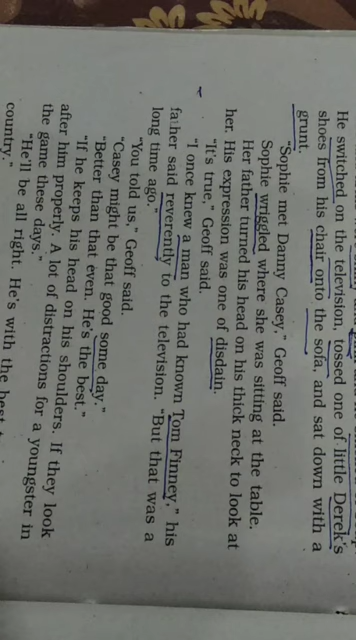 He switched on the television, tossed one of little Derek's
shoes from his chair onto the sofa, and sat down with a
grunt.
"Sophie met Danny Casey," Geoff said.
Sophie wriggled where she was sitting at the table.
Her father turned his head on his thick neck to look at
her. His expression was one of disdain.
"It's true," Geoff said.
"I once knew a man who had known Tom Finney," his
father said reverently to the television. "But that was a
long time ago."
"You told us," Geoff said.
"Casey might be that good some day."
"Better than that even. He's the best."
"If he keeps his head on his shoulders. If they look
after him properly. A lot of distractions for a youngster in
the game these days."
"He'll be all right. He's with the best
country."